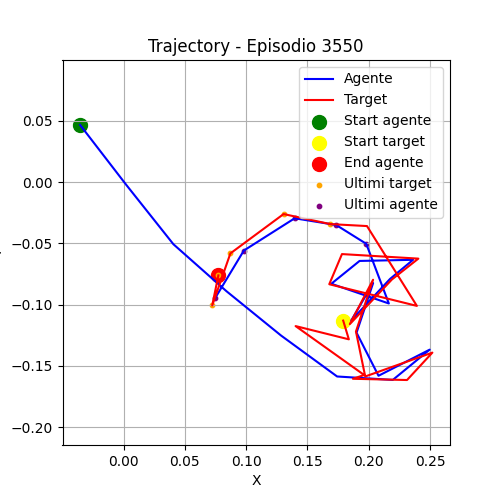 Trajectory - Episodio 3550
Agente
Target
Start agente
Start target
End agente
Ultimi target
Ultimi agente
0.05
0.00
−0.05
−0.10
−0.15
−0.20
0.00
0.05
0.10
0.15
0.20
0.25
X